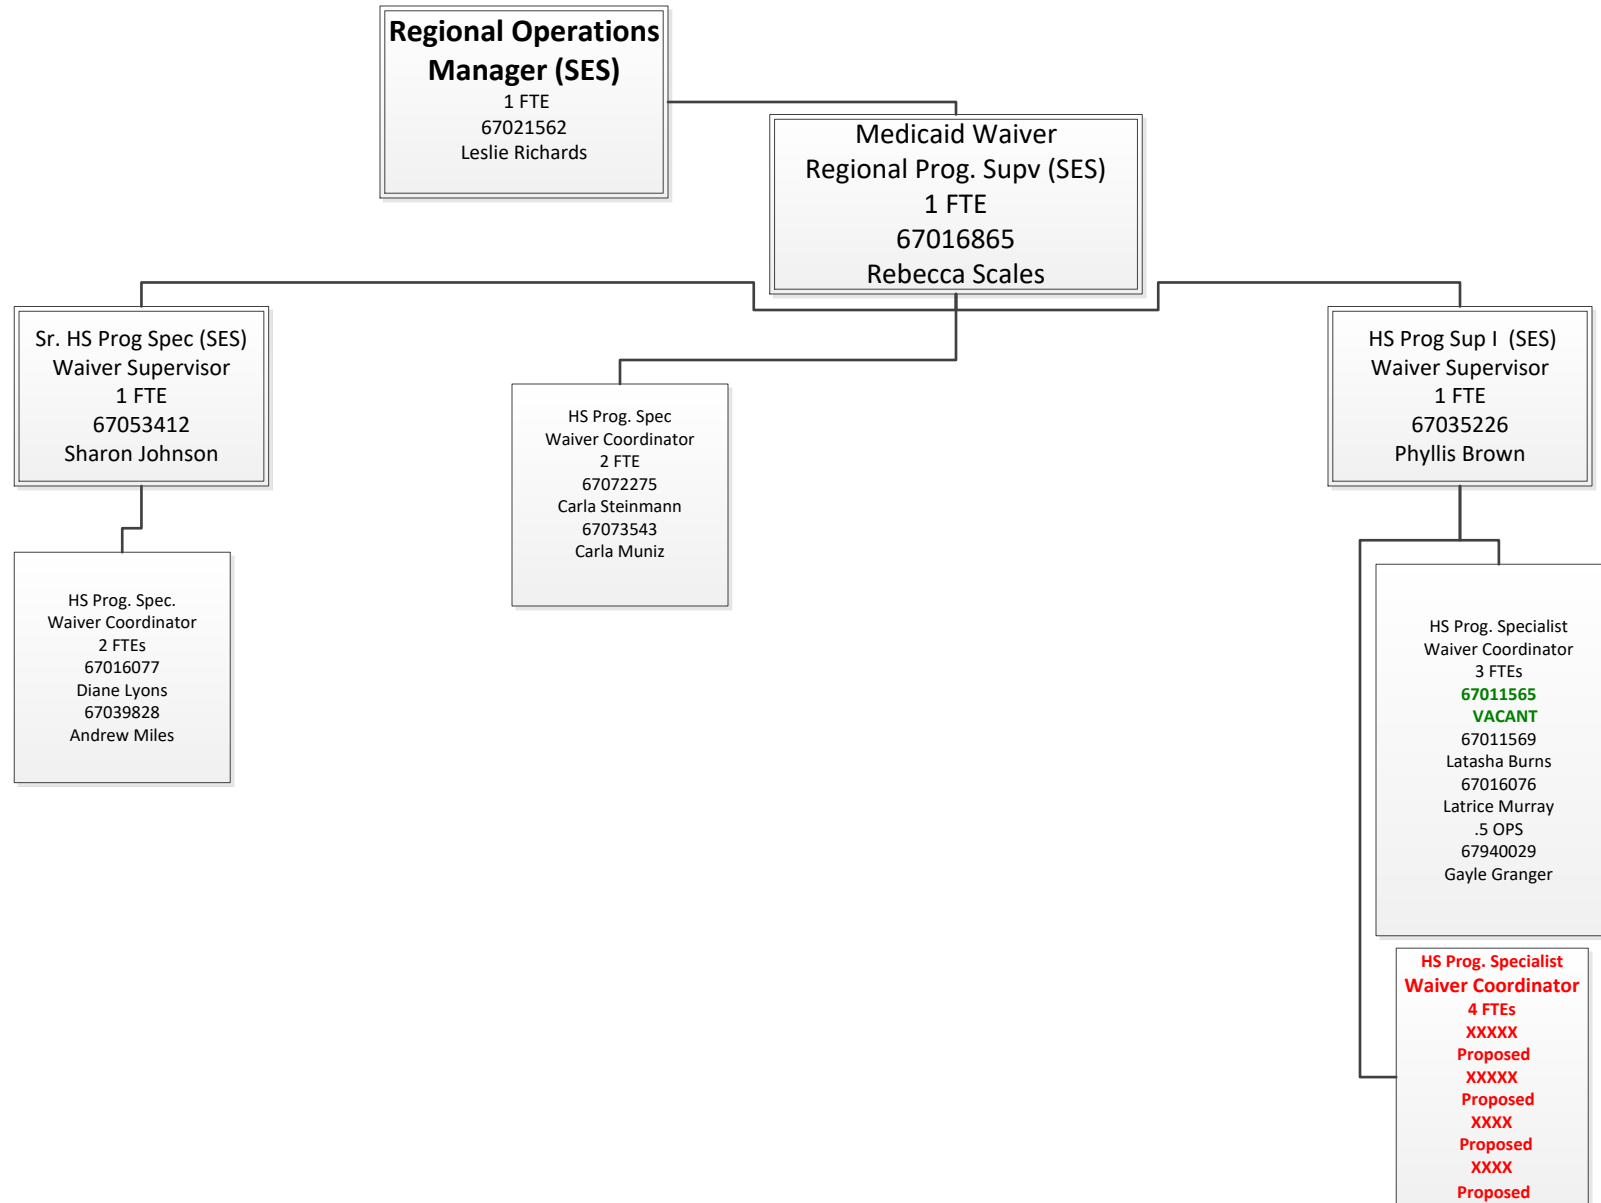 Regional Operations
Manager (SES)
1 FTE
67021562
Leslie Richards
Medicaid Waiver
Regional Prog. Supv (SES)
1 FTE
67016865
Rebecca Scales
Sr. HS Prog Spec (SES)
Waiver Supervisor
1 FTE
67053412
Sharon Johnson
HS Prog. Spec
Waiver Coordinator
2 FTE
67072275
Carla Steinmann
67073543
Carla Muniz
HS Prog Sup I (SES)
Waiver Supervisor
1 FTE
67035226
Phyllis Brown
HS Prog. Spec.
Waiver Coordinator
2 FTEs
67016077
Diane Lyons
67039828
Andrew Miles
HS Prog. Specialist
Waiver Coordinator
3 FTEs
67011565
VACANT
67011569
Latasha Burns
67016076
Latrice Murray
.5 OPS
67940029
Gayle Granger
HS Prog. Specialist
Waiver Coordinator
4 FTEs
XXXXX
Proposed
XXXXX
Proposed
XXXX
Proposed
XXXX
Proposed